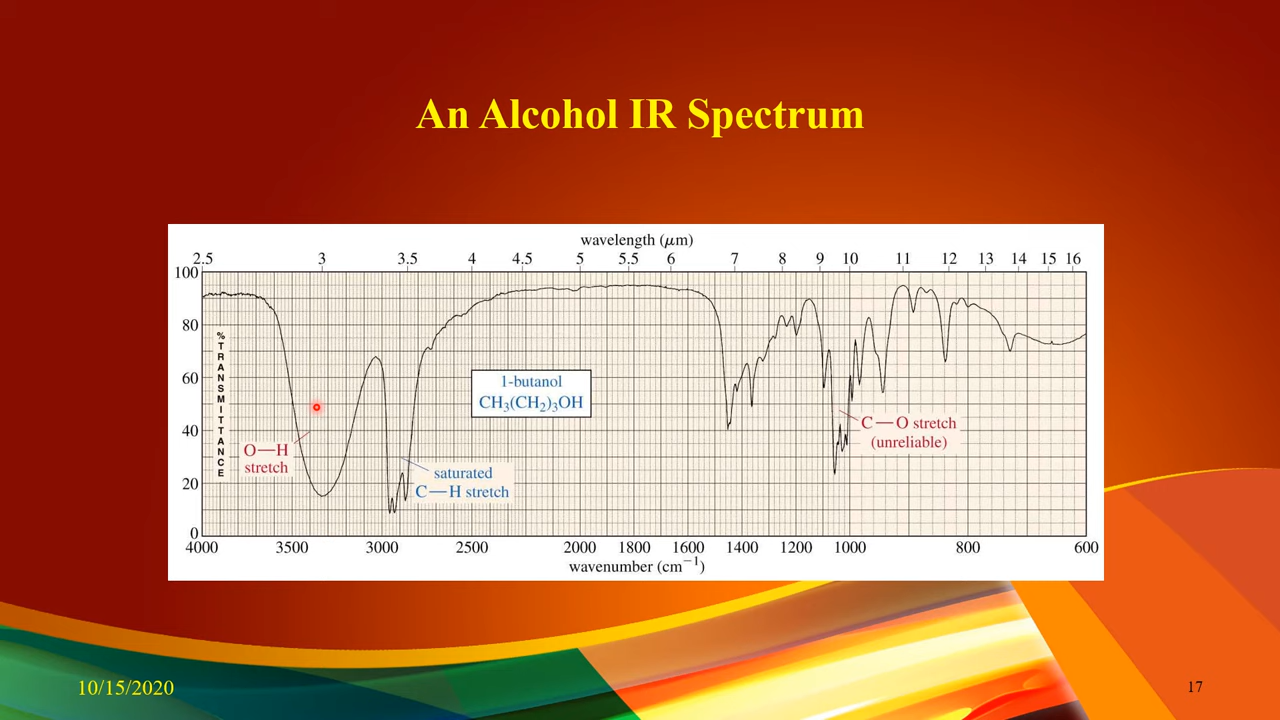 An Alcohol IR Spectrum
wavelength (μm)
2.5 3 3.5 4 4.5 5 5.5 6 7 8 9 10 11 12 13 14 15 16
100
80
60
40
20
0
%TRANSMITTANCE
O—H
stretch
saturated
C—H stretch
1-butanol
CH₃(CH₂)₃OH
C—O stretch
(unreliable)
4000 3500 3000 2500 2000 1800 1600 1400 1200 1000 800 600
wavenumber (cm⁻¹)
10/15/2020
17